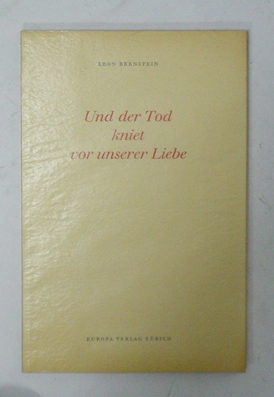 LEON BERNSTEIN
Und der Tod
kniet
vor unserer Liebe
EUROPA VERLAG ZÜRICH